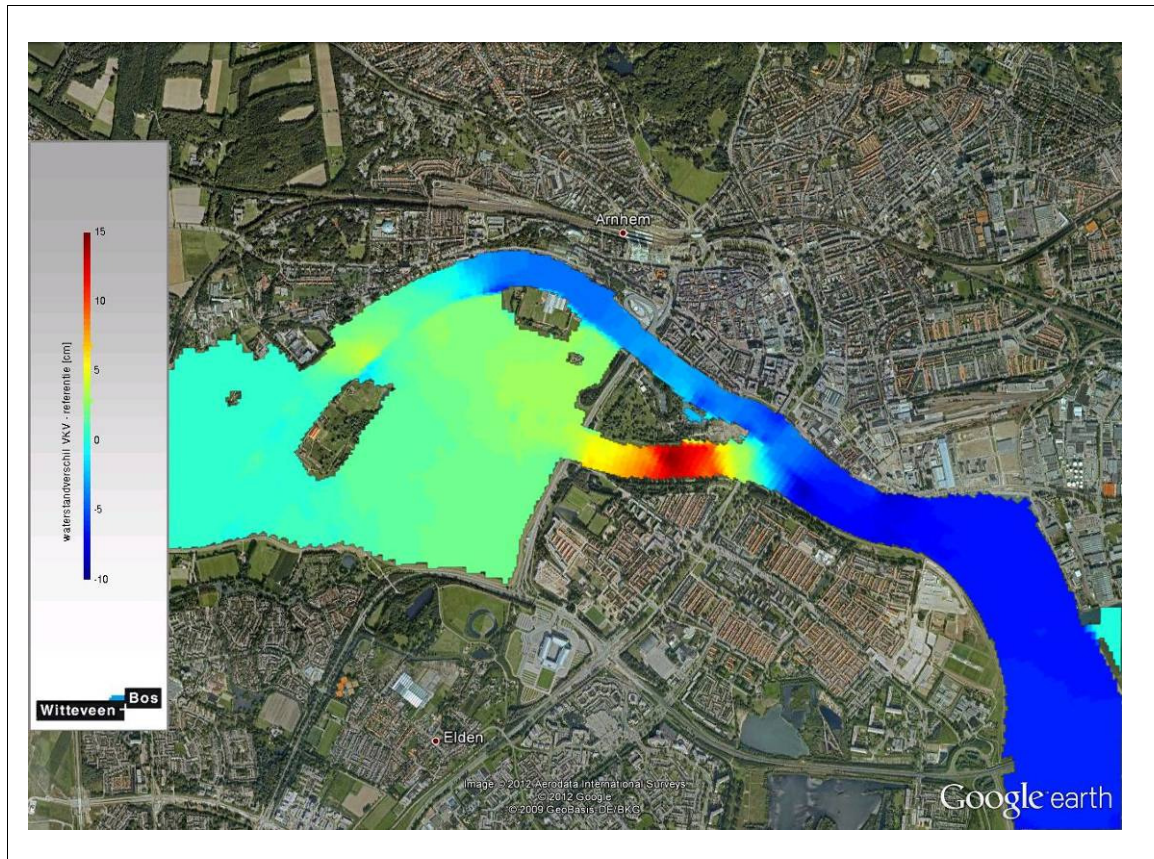 Arnhem
15
10
5
0
-5
-10
waterstandverschil VKV - referentie [cm]
Witteveen + Bos
Elden
Image © 2012 Aerodata International Surveys
© 2012 Google
© 2009 GeoBasis-DE/BKG
Google earth